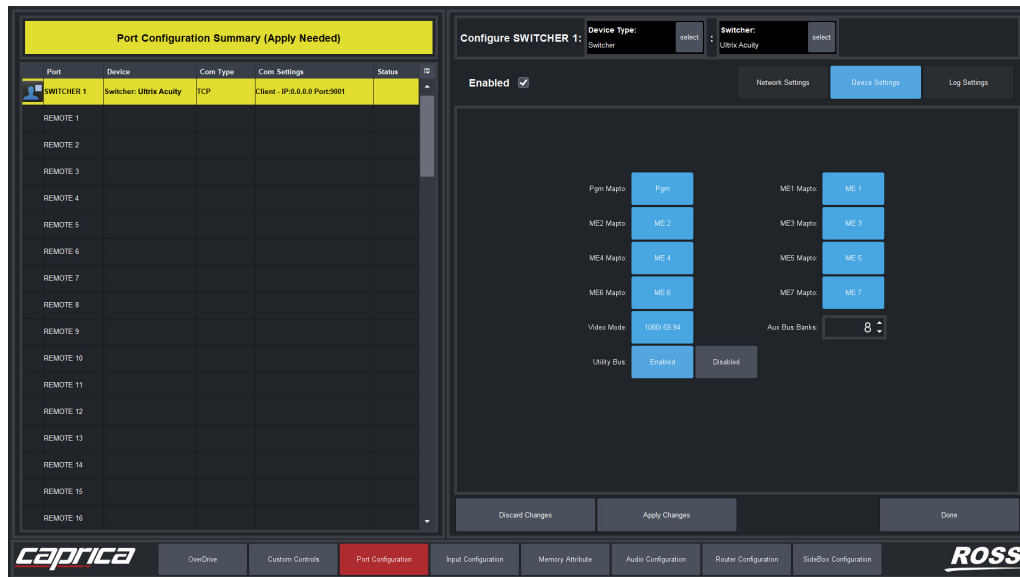 Port Configuration Summary (Apply Needed)
Port Device Com Type Com Settings Status
SWITCHER 1 Switcher: Ultrix Acuity TCP Client - IP:0.0.0.0 Port:9001
REMOTE 1
REMOTE 2
REMOTE 3
REMOTE 4
REMOTE 5
REMOTE 6
REMOTE 7
REMOTE 8
REMOTE 9
REMOTE 10
REMOTE 11
REMOTE 12
REMOTE 13
REMOTE 14
REMOTE 15
REMOTE 16
Configure SWITCHER 1: Device Type: Switcher select : Switcher: Ultrix Acuity select
Enabled Network Settings Device Settings Log Settings
Pgm Mapto: Pgm ME1 Mapto: ME 1
ME2 Mapto: ME 2 ME3 Mapto: ME 3
ME4 Mapto: ME 4 ME5 Mapto: ME 5
ME6 Mapto: ME 6 ME7 Mapto: ME 7
Video Mode: 1080i 59.94 Aux Bus Banks: 8
Utility Bus: Enabled Disabled
Discard Changes Apply Changes Done
caprica OverDrive Custom Controls Port Configuration Input Configuration Memory Attribute Audio Configuration Router Configuration SideBox Configuration ROSS